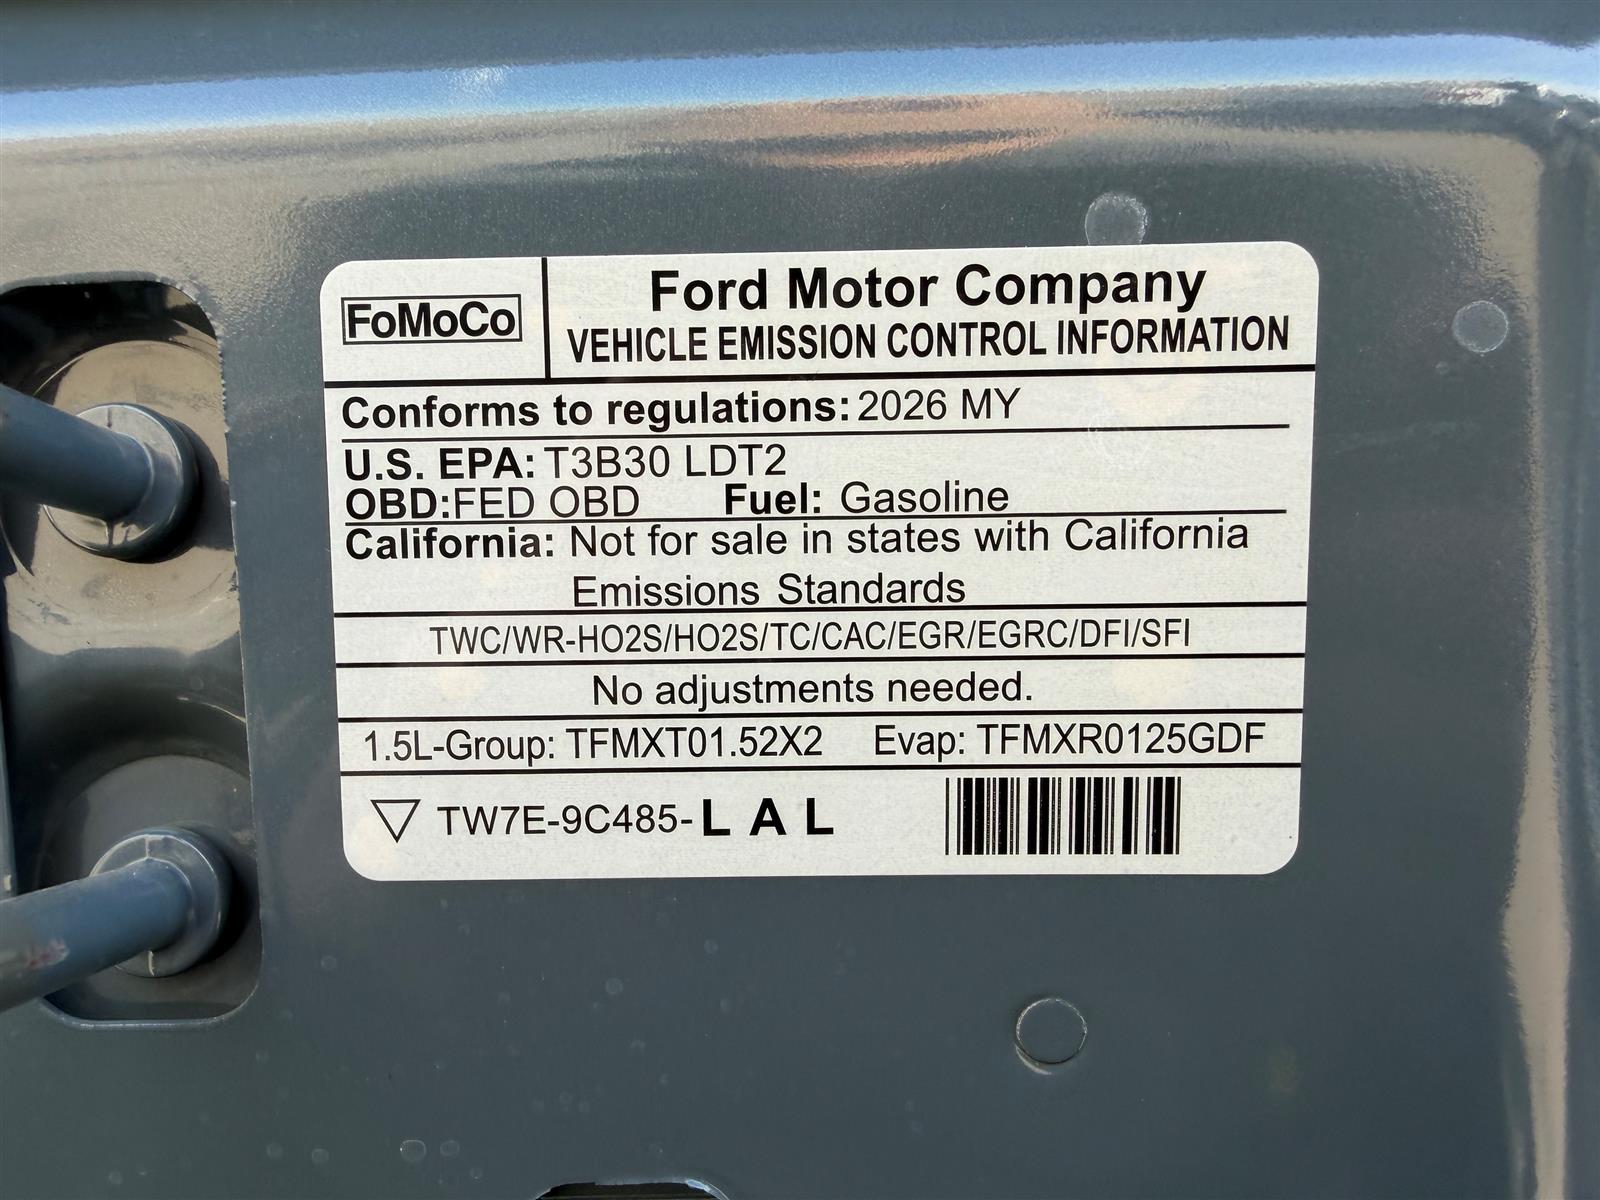 FoMoCo
Ford Motor Company
VEHICLE EMISSION CONTROL INFORMATION
Conforms to regulations: 2026 MY
U.S. EPA: T3B30 LDT2
OBD:FED OBD Fuel: Gasoline
California: Not for sale in states with California
Emissions Standards
TWC/WR-HO2S/HO2S/TC/CAC/EGR/EGRC/DFI/SFI
No adjustments needed.
1.5L-Group: TFMXT01.52X2 Evap: TFMXR0125GDF
TW7E-9C485-L A L